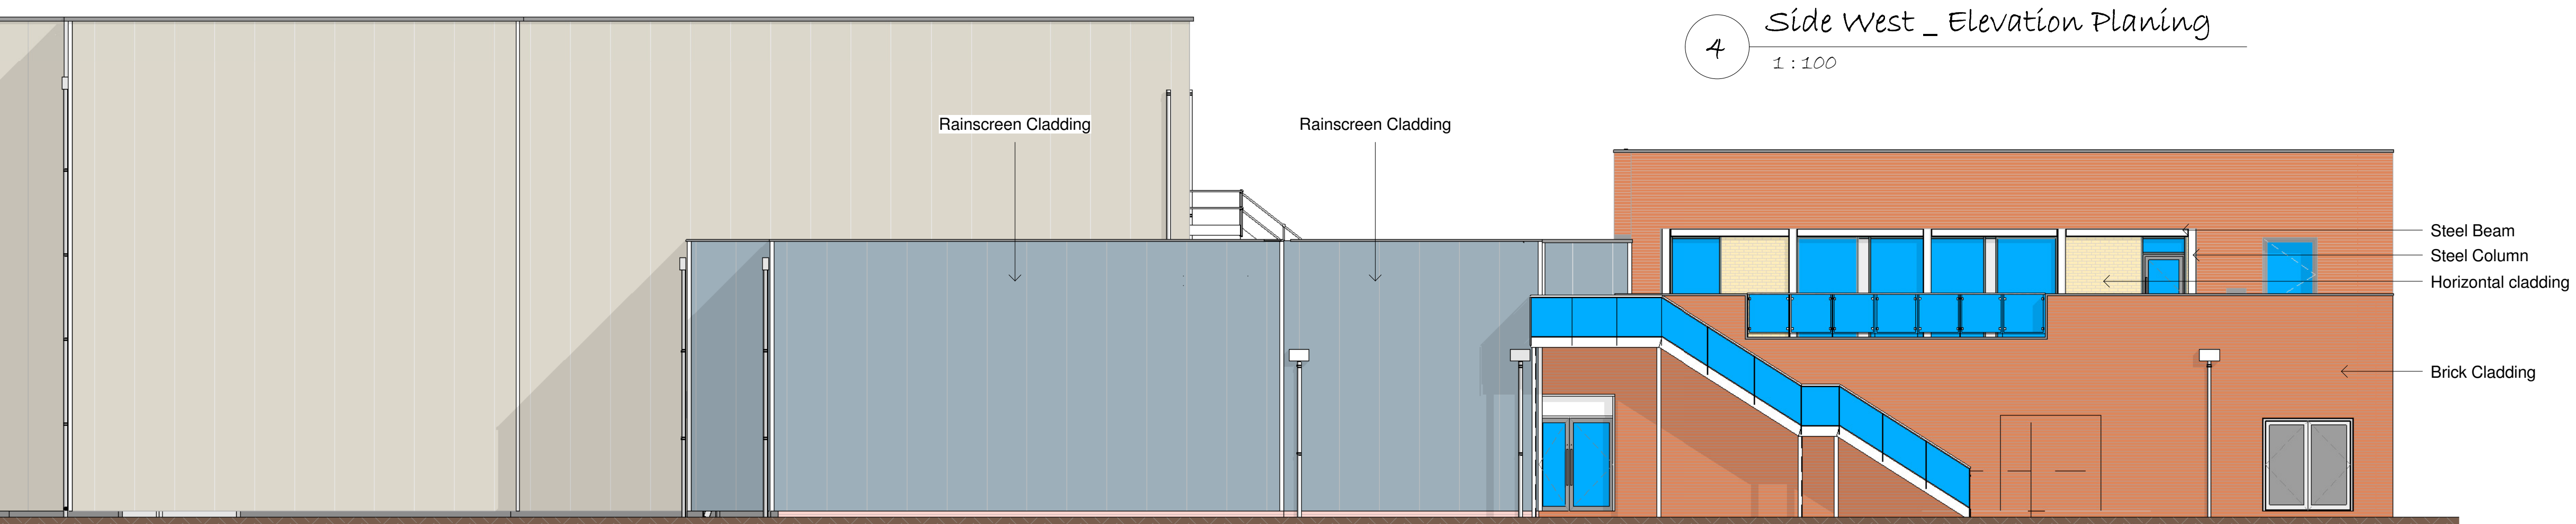 Side West _ Elevation Planing
4
1 : 100
Rainscreen Cladding
Rainscreen Cladding
Steel Beam
Steel Column
Horizontal cladding
Brick Cladding